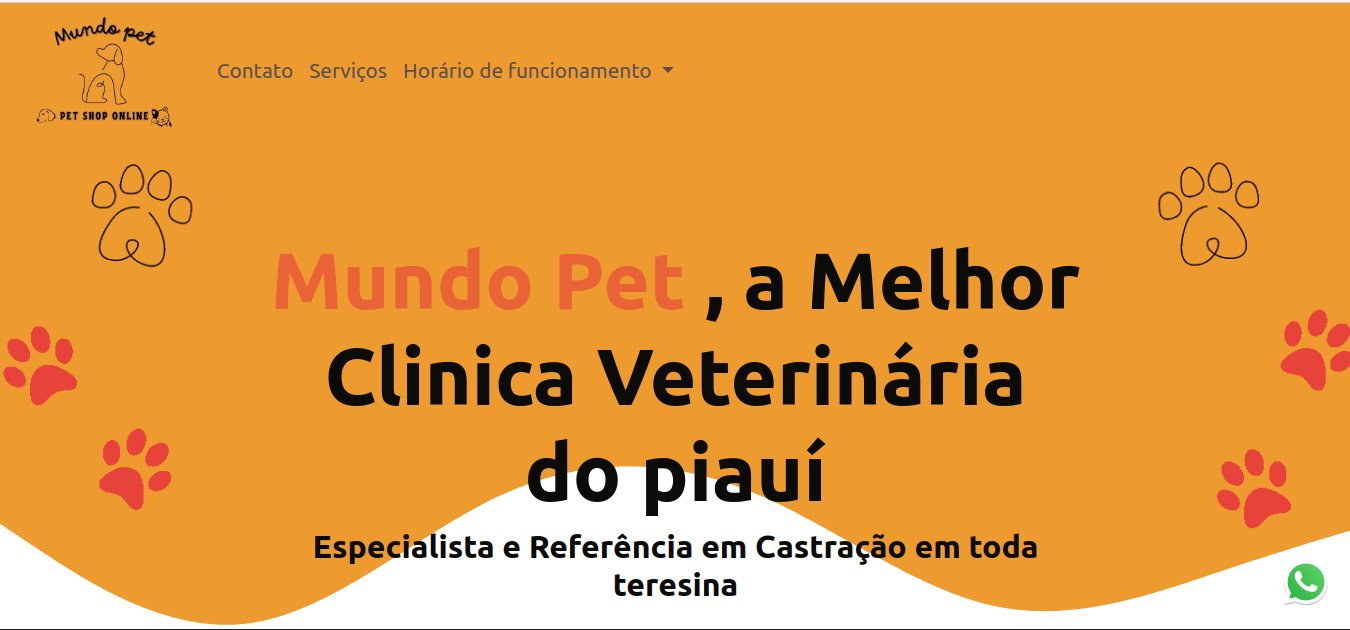 Mundo pet
PET SHOP ONLINE
Contato Serviços Horário de funcionamento
Mundo Pet , a Melhor
Clinica Veterinária
do piauí
Especialista e Referência em Castração em toda
teresina